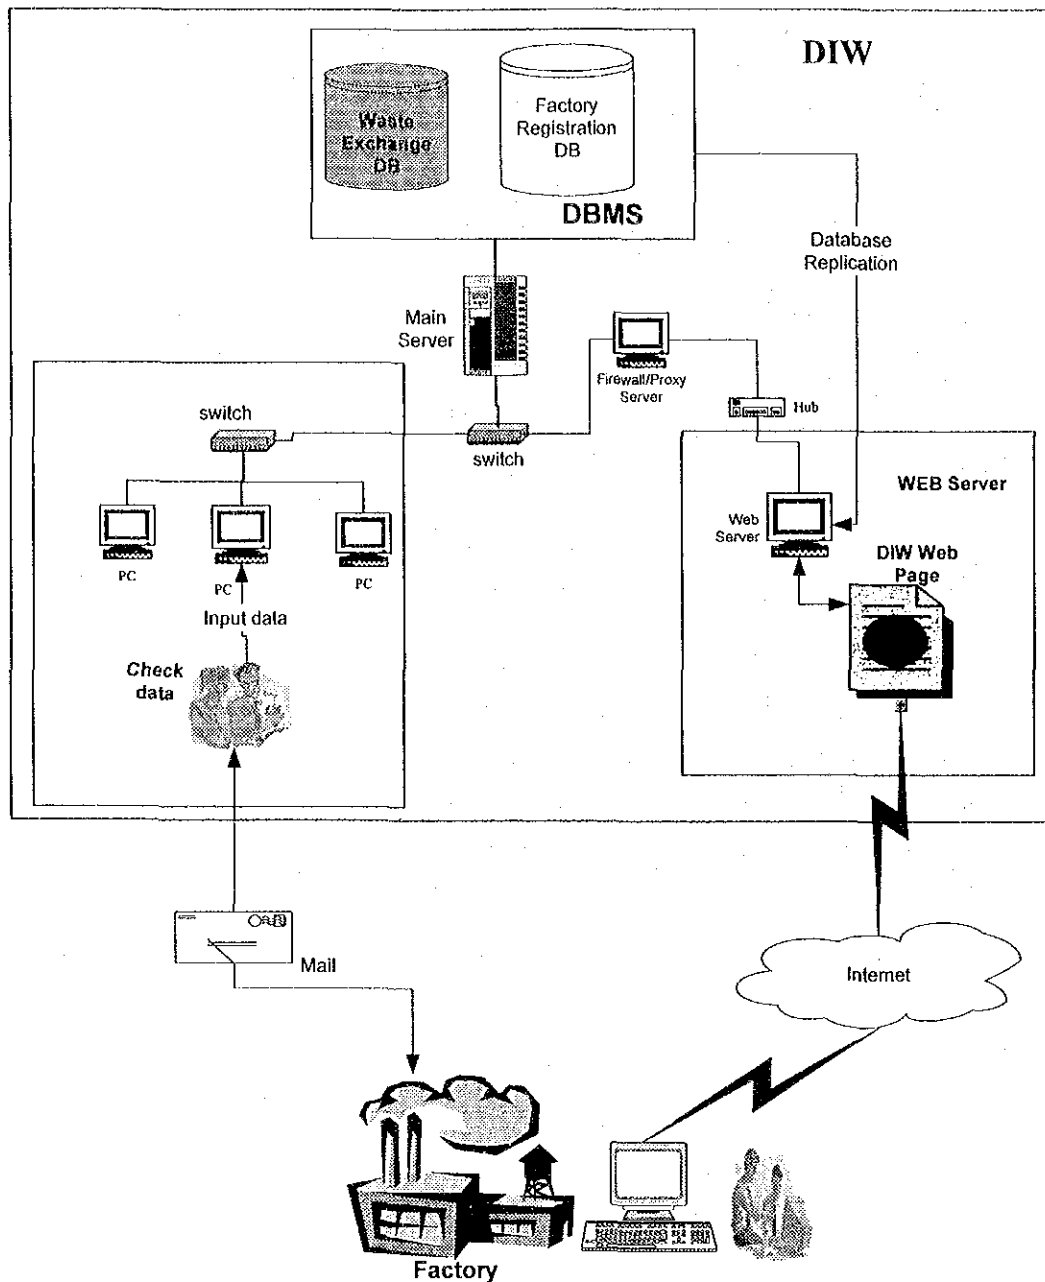 DIW
Waste
Exchange
DB
Factory
Registration
DB
DBMS
Database
Replication
Main
Server
Firewall/Proxy
Server
Hub
switch
switch
WEB Server
Web
Server
DIW Web
Page
PC
PC
PC
Input data
Check
data
Mail
Internet
Factory